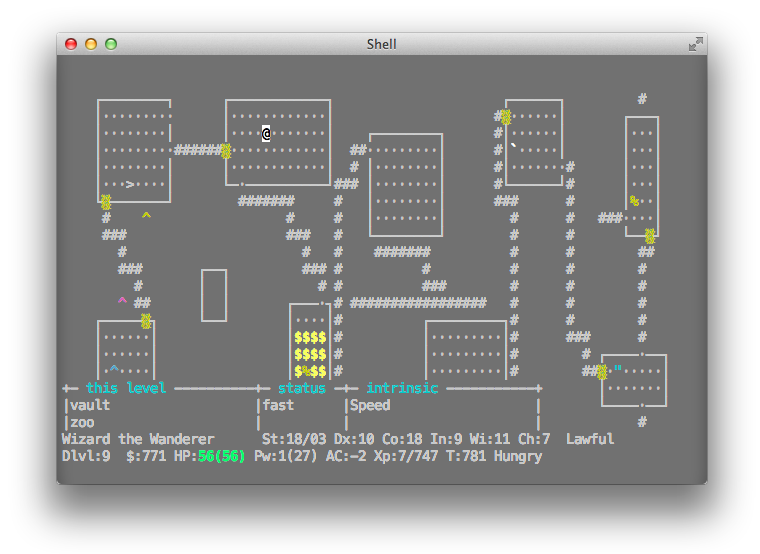 Shell
this level status intrinsic
vault fast Speed
zoo
Wizard the Wanderer St:18/03 Dx:10 Co:18 In:9 Wi:11 Ch:7 Lawful
Dlvl:9 $:771 HP:56(56) Pw:1(27) AC:-2 Xp:7/747 T:781 Hungry